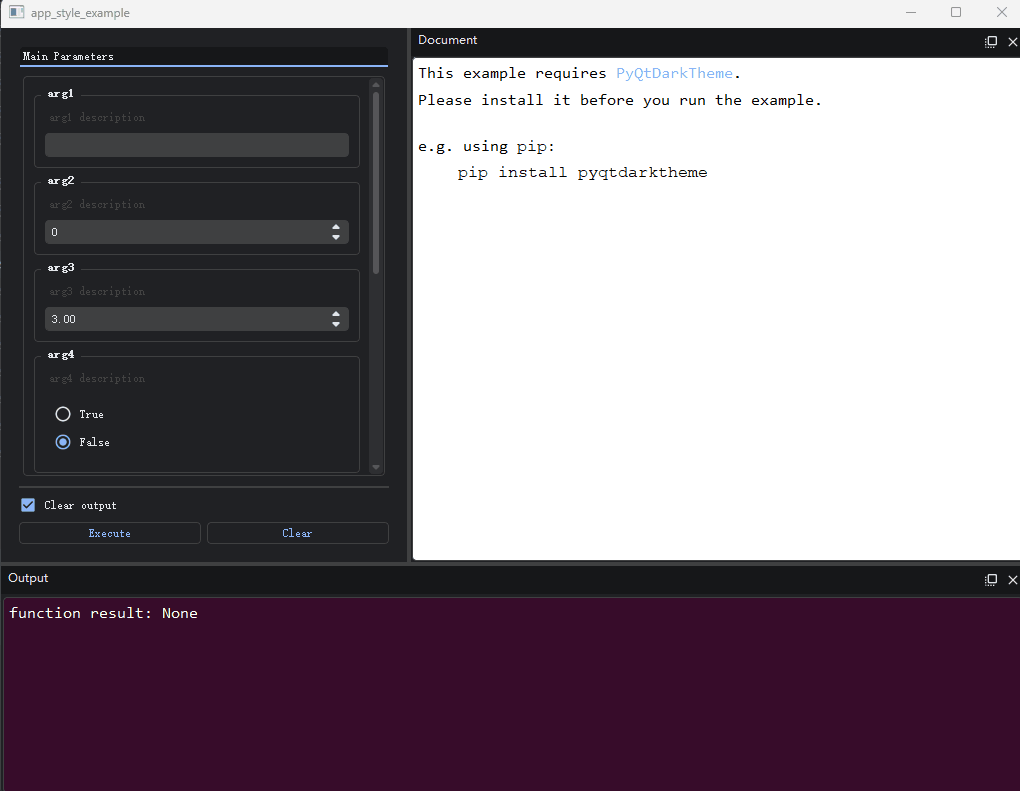 app_style_example
Main Parameters
arg1
arg1 description
arg2
arg2 description
0
arg3
arg3 description
3.00
arg4
arg4 description
True
False
Clear output
Execute
Clear
Document
This example requires PyQtDarkTheme.
Please install it before you run the example.
e.g. using pip:
pip install pyqtdarktheme
Output
function result: None